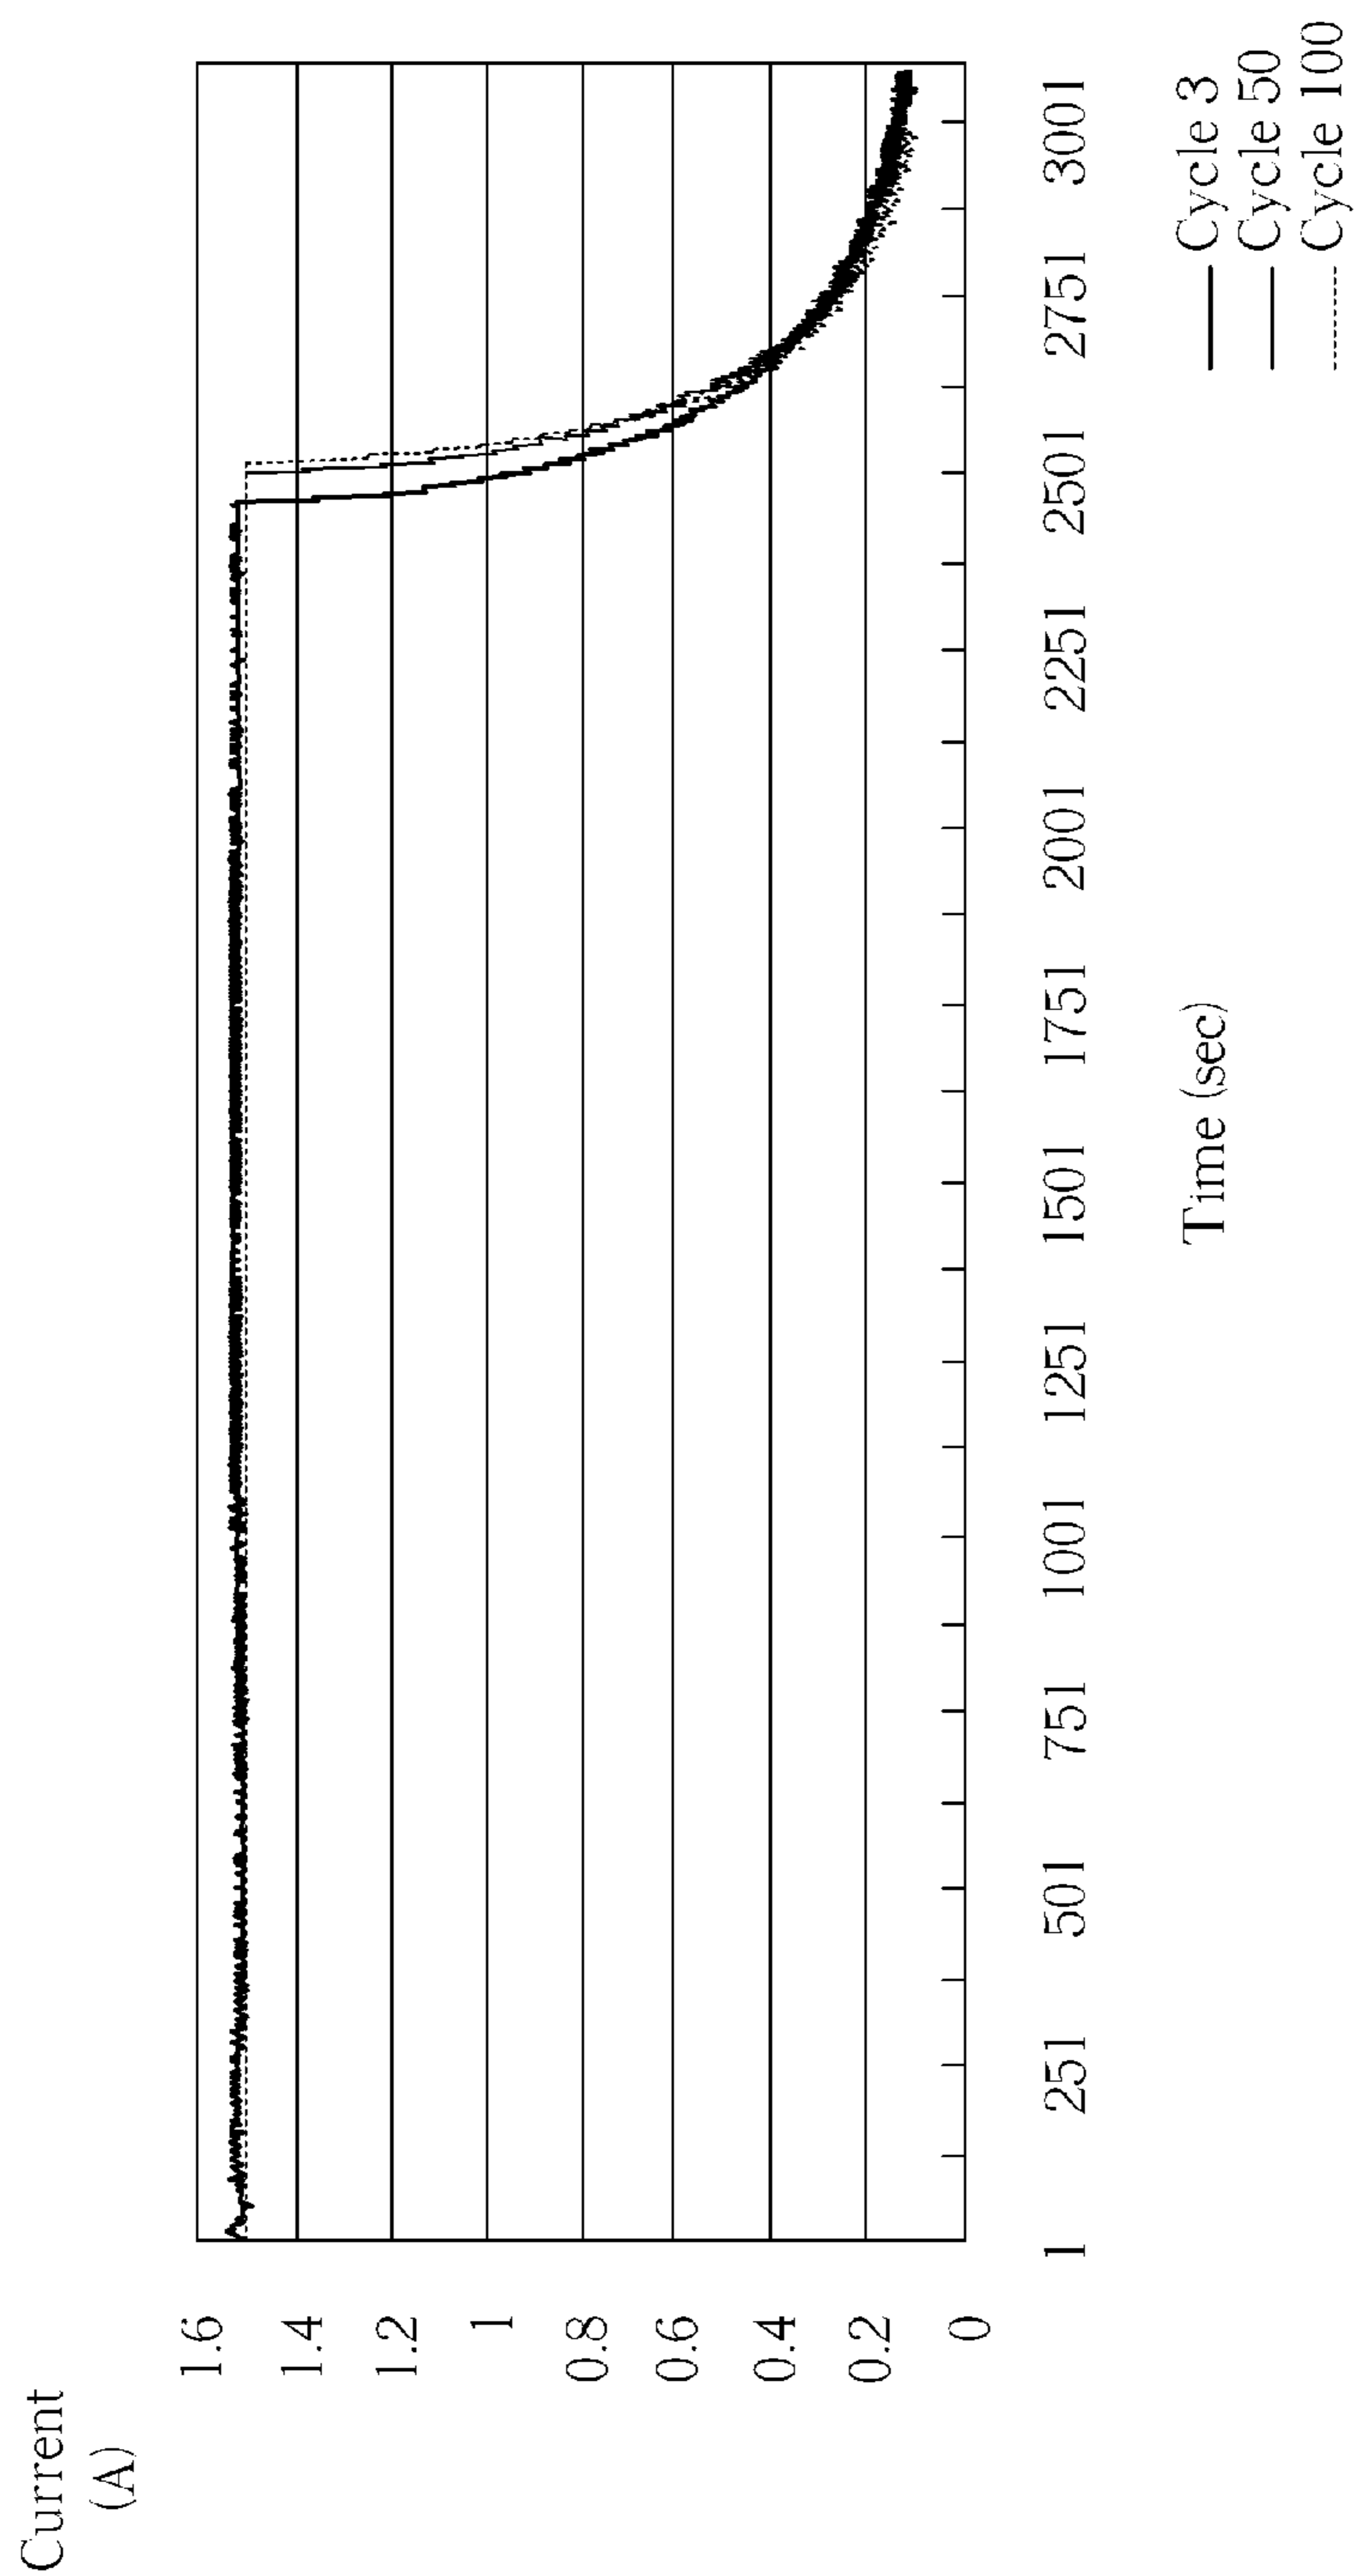 Current
(A)
1.6
1.4
1.2
1
0.8
0.6
0.4
0.2
0
1 251 501 751 1001 1251 1501 1751 2001 2251 2501 2751 3001
Time (sec)
Cycle 3
Cycle 50
Cycle 100